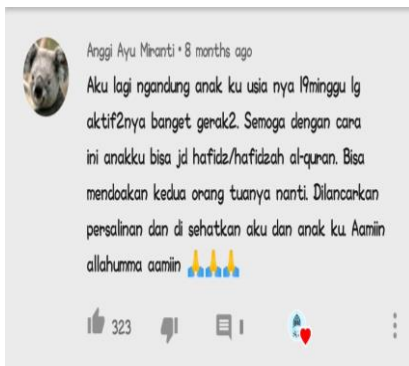 Anggi Ayu Miranti • 8 months ago
Aku lagi ngandung anak ku usia nya 19minggu lg
aktif2nya banget gerak2. Semoga dengan cara
ini anakku bisa jd hafidz/hafidzah al-quran. Bisa
mendoakan kedua orang tuanya nanti. Dilancarkan
persalinan dan di sehatkan aku dan anak ku. Aamiin
allahumma aamiin 🙏🙏🙏
323 1